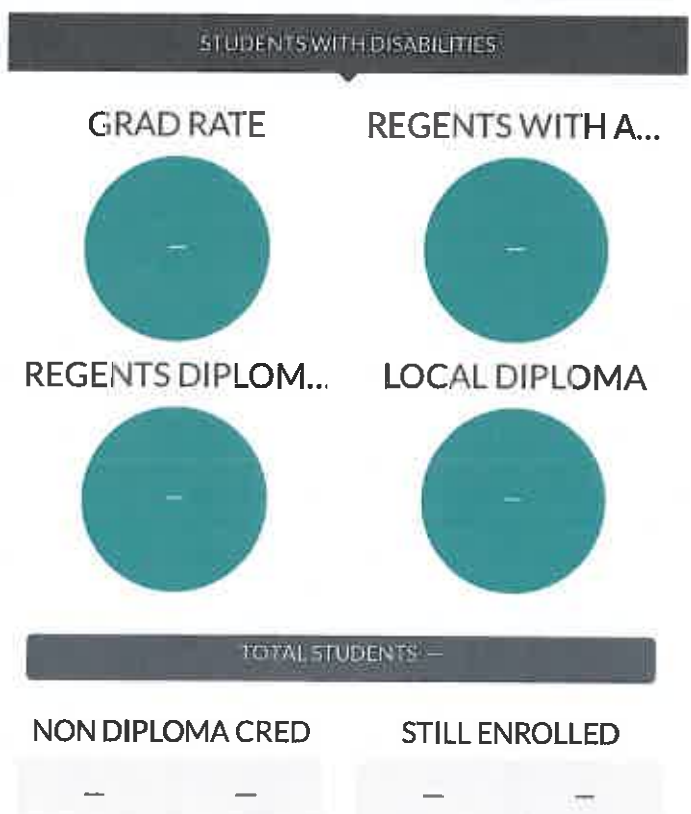 STUDENTS WITH DISABILITIES
GRAD RATE REGENTS WITH A...
— —
REGENTS DIPLOM... LOCAL DIPLOMA
— —
TOTAL STUDENTS —
NON DIPLOMA CRED STILL ENROLLED
— — — —